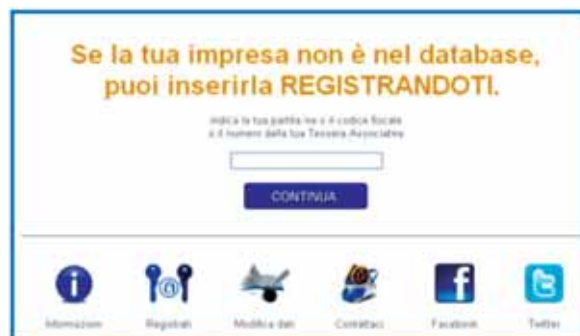 Se la tua impresa non è nel database,
puoi inserirla REGISTRANDOTI.
indica la tua partita iva o il codice fiscale
o il numero della tua Tessera Associativa
CONTINUA
Informazioni Registrati Modifica dati Contattaci Facebook Twitter